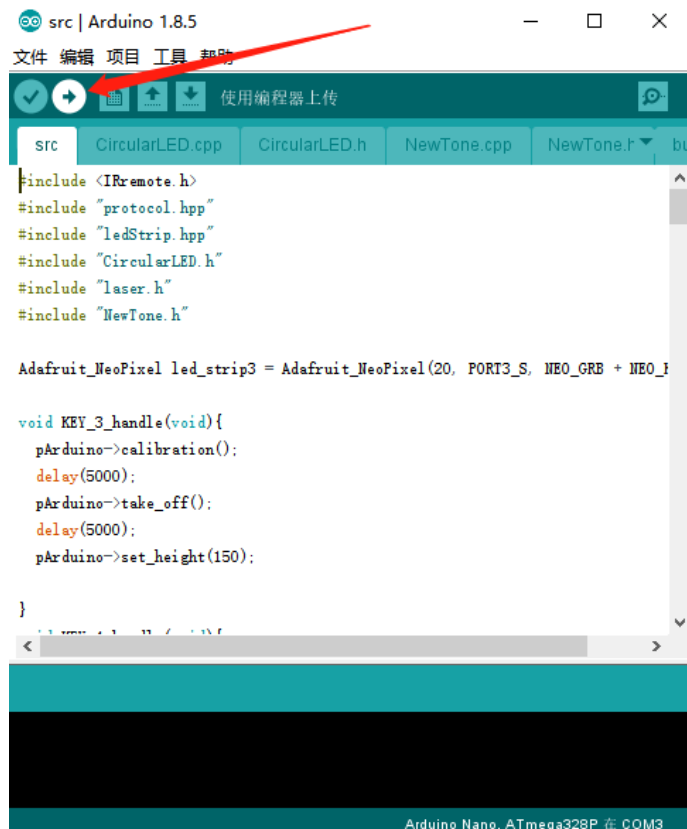 src | Arduino 1.8.5
文件 编辑 项目 工具 帮助
使用编程器上传
src CircularLED.cpp CircularLED.h NewTone.cpp NewTone.h
#include <IRremote.h>
#include "protocol.hpp"
#include "ledStrip.hpp"
#include "CircularLED.h"
#include "laser.h"
#include "NewTone.h"
Adafruit_NeoPixel led_strip3 = Adafruit_NeoPixel(20, PORT3_S, NEO_GRB +
void KEY_3_handle(void){
pArduino->calibration();
delay(5000);
pArduino->take_off();
delay(5000);
pArduino->set_height(150);
}
Arduino Nano, ATmega328P 在 COM3